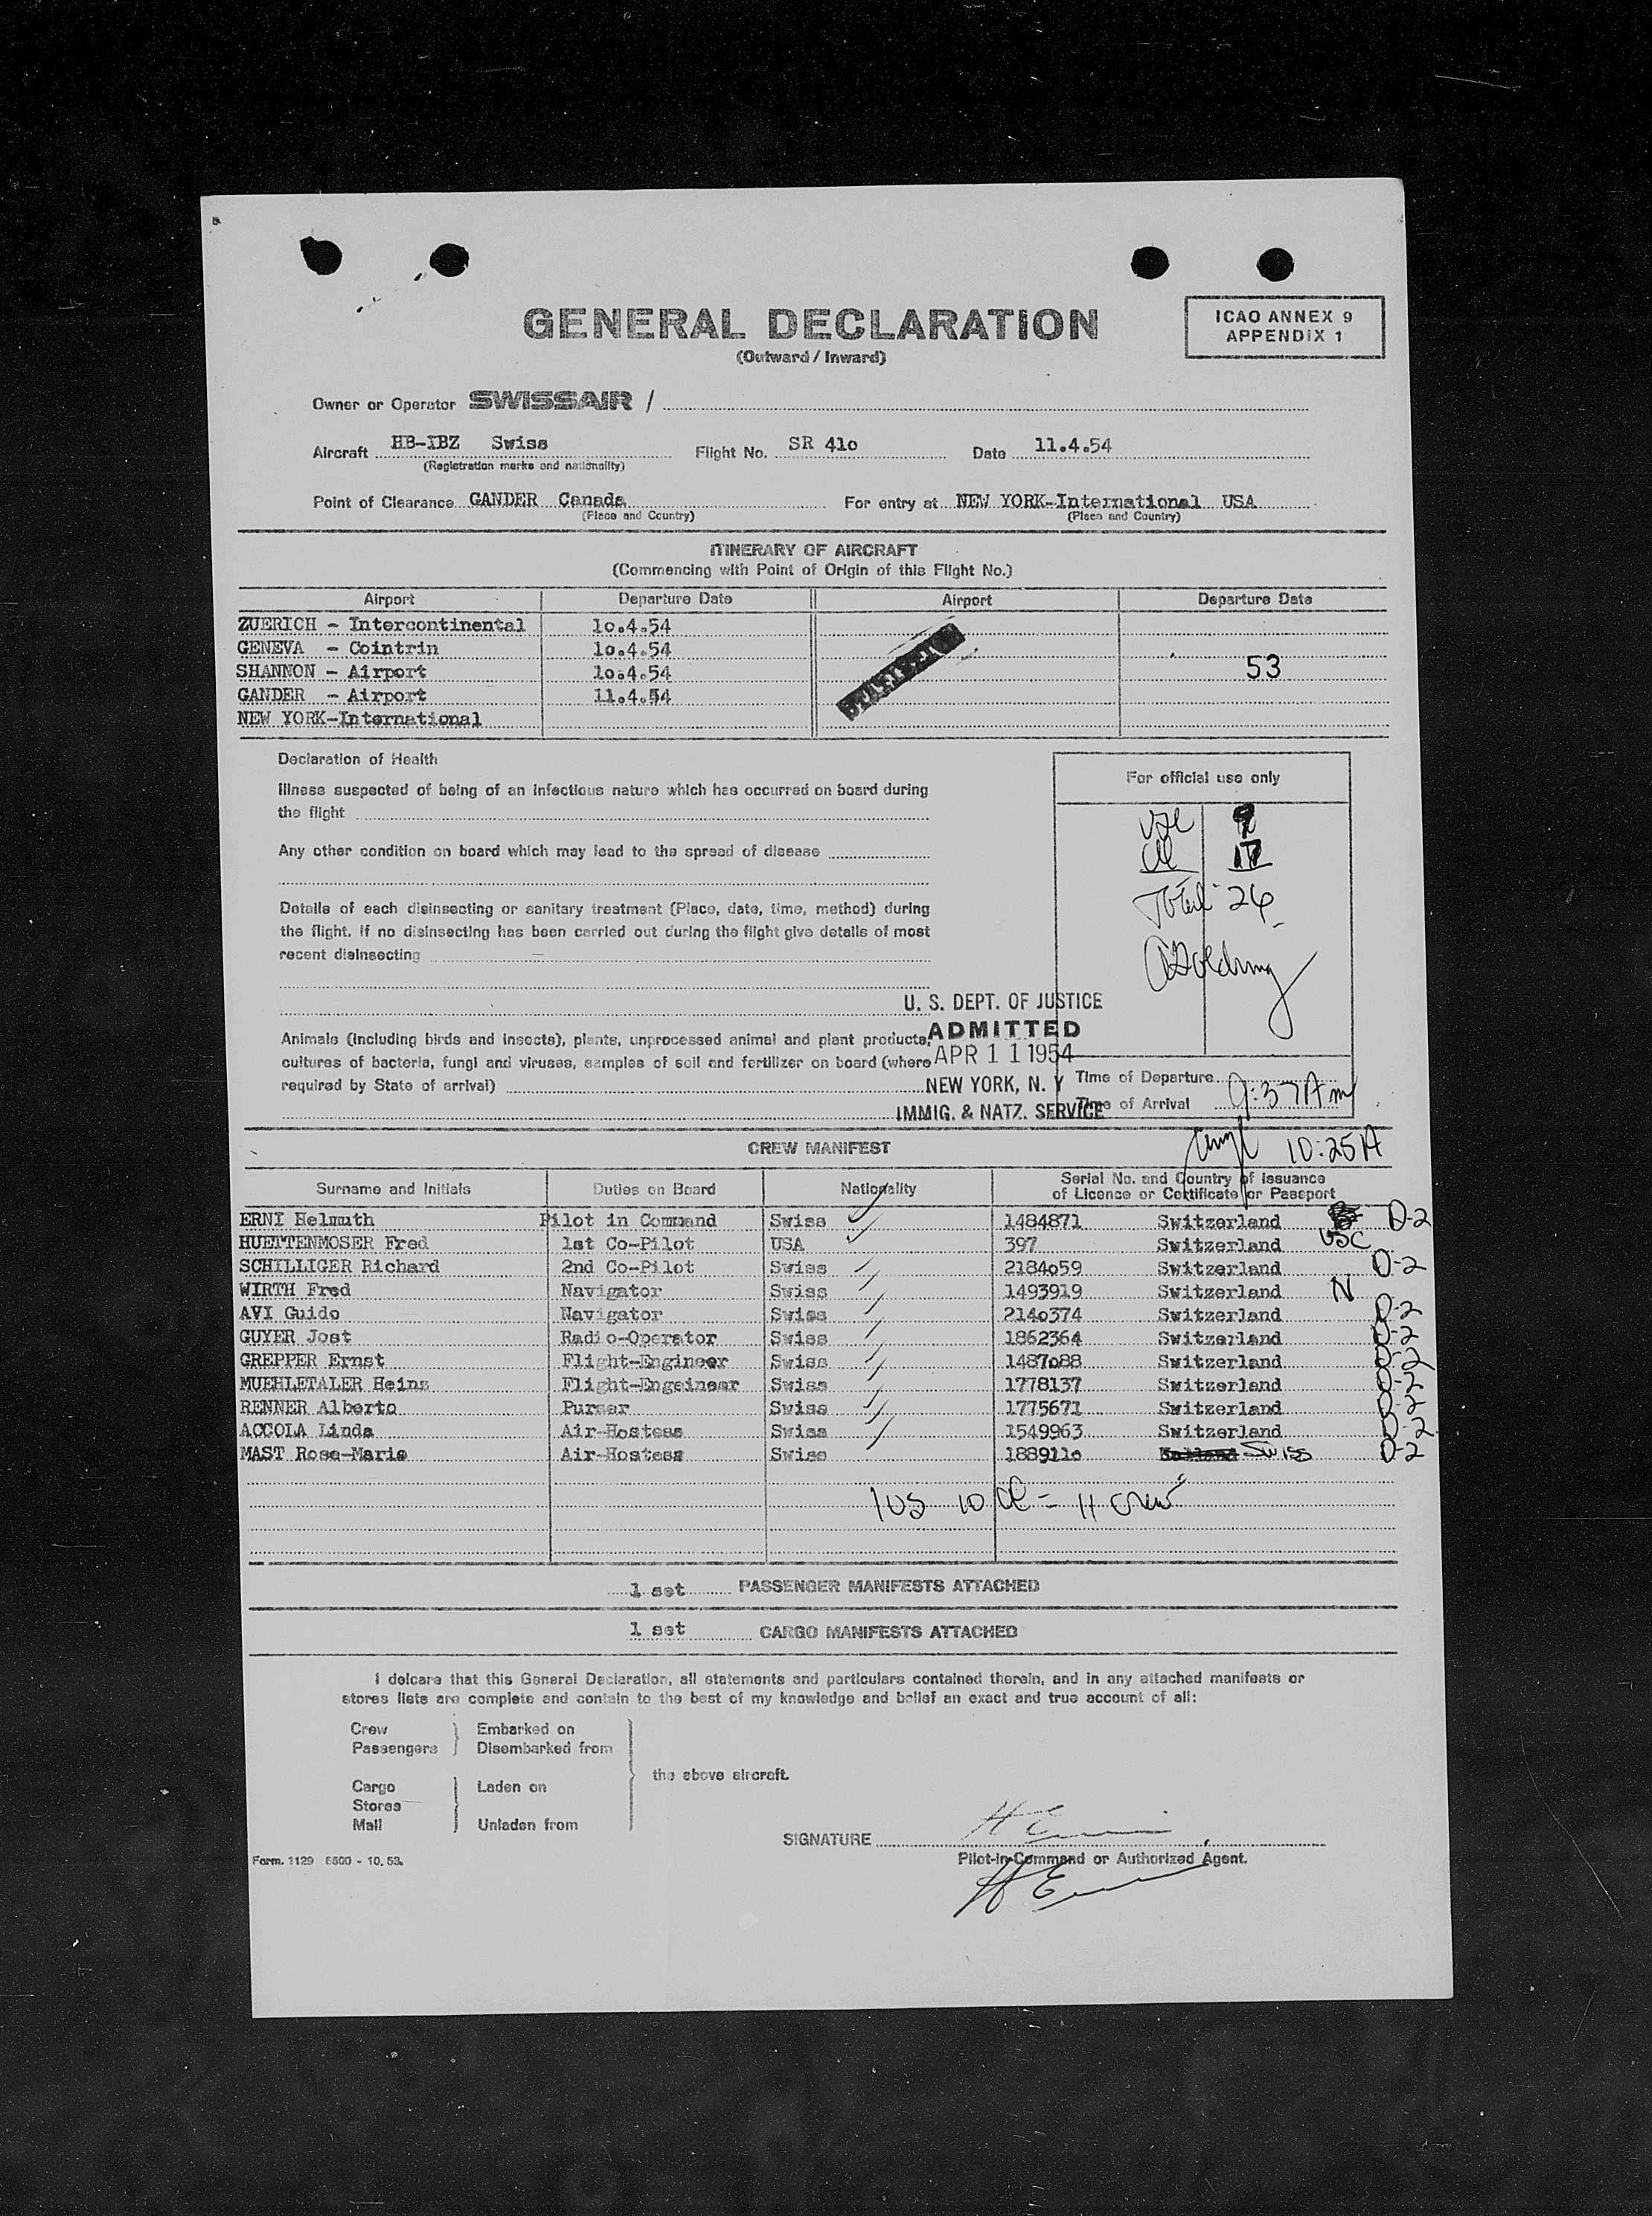 GENERAL DECLARATION
(Outward / Inward)
ICAO ANNEX 9
APPENDIX 1
Owner or Operator SWISSAIR /
Aircraft HB-IBZ Swiss Flight No. SR 41o Date 11.4.54
(Registration marks and nationality)
Point of Clearance GANDER Canada For entry at NEW YORK-International USA
(Place and Country) (Place and Country)
ITINERARY OF AIRCRAFT
(Commencing with Point of Origin of this Flight No.)
Airport Departure Date Airport Departure Date
ZUERICH - Intercontinental 1o.4.54
GENEVA - Cointrin 1o.4.54
SHANNON - Airport 1o.4.54 53
GANDER - Airport 11.4.54
NEW YORK-International
Declaration of Health
Illness suspected of being of an infectious nature which has occurred on board during
the flight
Any other condition on board which may lead to the spread of disease
Details of each disinsecting or sanitary treatment (Place, date, time, method) during
the flight. If no disinsecting has been carried out during the flight give details of most
recent disinsecting
Animals (including birds and insects), plants, unprocessed animal and plant products,
cultures of bacteria, fungi and viruses, samples of soil and fertilizer on board (where
required by State of arrival)
For official use only
9
17
Total 26
U. S. DEPT. OF JUSTICE
ADMITTED
APR 11 1954
NEW YORK, N. Y
IMMIG. & NATZ. SERVICE
Time of Departure
Time of Arrival 9:37 Am
10:25 A
CREW MANIFEST
Surname and Initials Duties on Board Nationality Serial No. and Country of Issuance
of Licence or Certificate or Passport
ERNI Helmuth Pilot in Command Swiss 1484871 Switzerland D-2
HUETTENMOSER Fred 1st Co-Pilot USA 397 Switzerland USC
SCHILLIGER Richard 2nd Co-Pilot Swiss 2184o59 Switzerland D-2
WIRTH Fred Navigator Swiss 1493919 Switzerland N
AVI Guido Navigator Swiss 214o374 Switzerland D-2
GUYER Jost Radio-Operator Swiss 1862364 Switzerland D-2
GREPPER Ernst Flight-Engineer Swiss 1487o88 Switzerland D-2
MUEHLETALER Heinz Flight-Engeineer Swiss 1778137 Switzerland D-2
RENNER Alberto Purser Swiss 1775671 Switzerland D-2
ACCOLA Linda Air-Hostess Swiss 1549963 Switzerland D-2
MAST Rose-Marie Air-Hostess Swiss 188911o Swiss D-2
1 US 10 al = 11 crew
1 set PASSENGER MANIFESTS ATTACHED
1 set CARGO MANIFESTS ATTACHED
I delcare that this General Declaration, all statements and particulars contained therein, and in any attached manifests or
stores lists are complete and contain to the best of my knowledge and belief an exact and true account of all:
Crew Embarked on
Passengers Disembarked from
the above aircraft.
Cargo Laden on
Stores
Mail Unladen from
SIGNATURE
Pilot-in-Command or Authorized Agent.
Form. 1129 6500 - 10. 53.